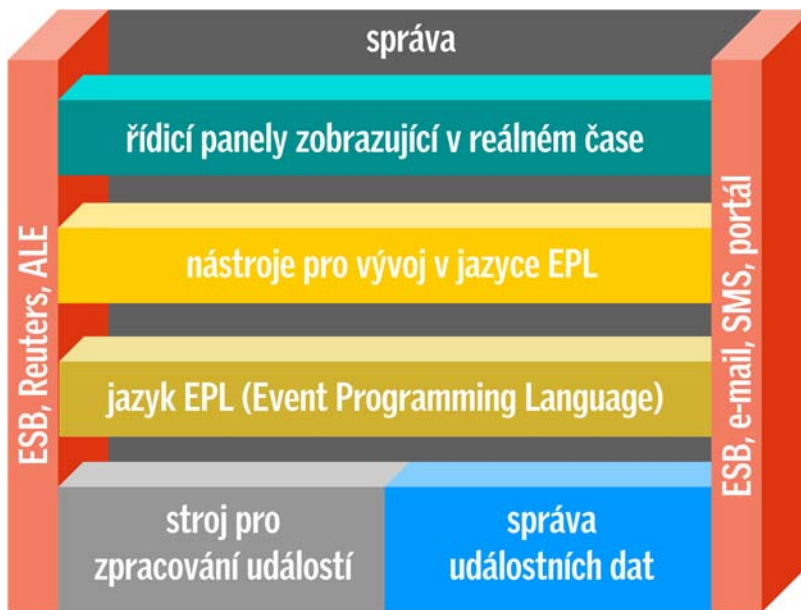 správa
řídicí panely zobrazující v reálném čase
nástroje pro vývoj v jazyce EPL
jazyk EPL (Event Programming Language)
stroj pro
zpracování událostí
správa
událostních dat
ESB, Reuters, ALE
ESB, e-mail, SMS, portál